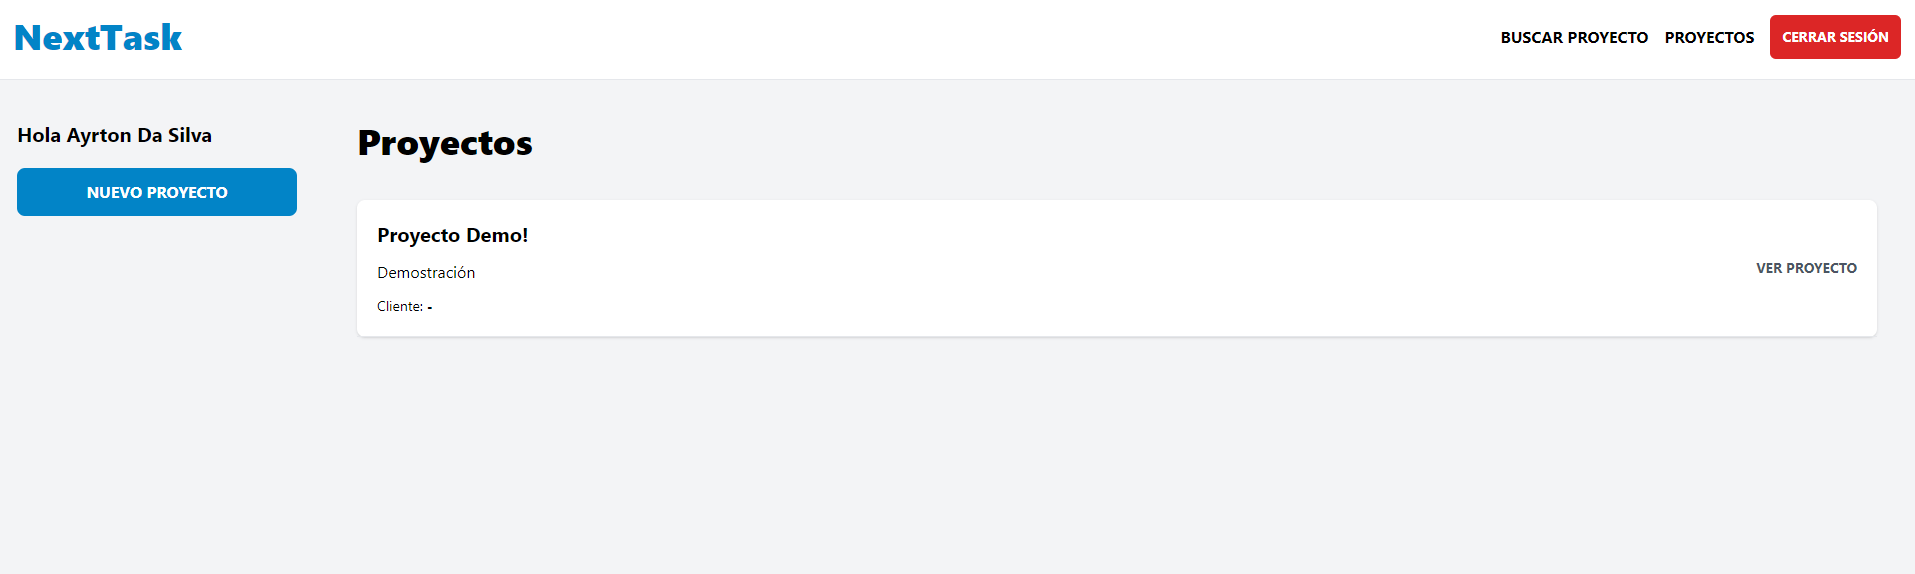 NextTask
BUSCAR PROYECTO PROYECTOS CERRAR SESIÓN
Hola Ayrton Da Silva
NUEVO PROYECTO
Proyectos
Proyecto Demo!
Demostración
Cliente: -
VER PROYECTO